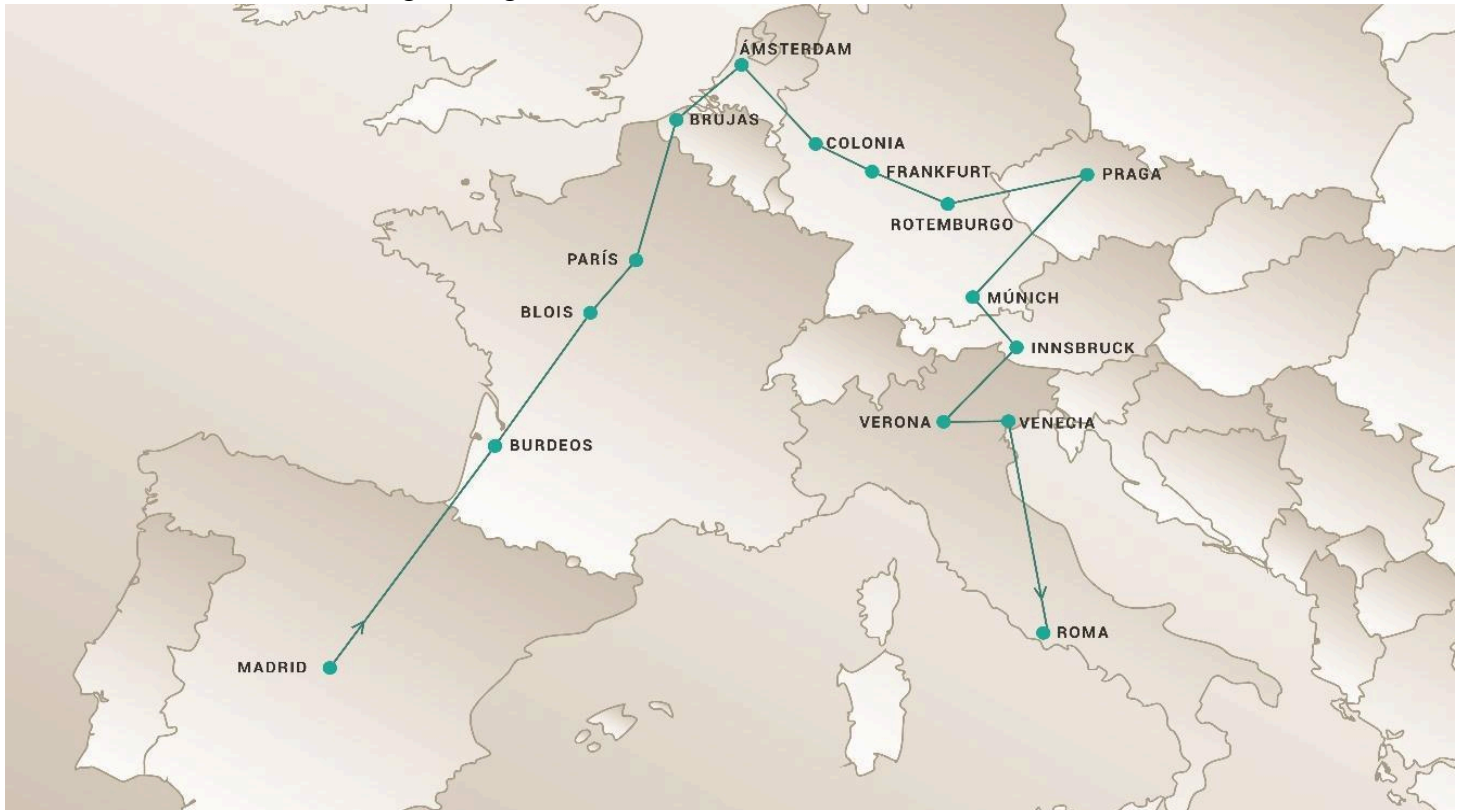 ÁMSTERDAM
BRUJAS
COLONIA
FRANKFURT
PRAGA
ROTEMBURGO
PARÍS
MÚNICH
BLOIS
INNSBRUCK
VERONA
VENECIA
BURDEOS
ROMA
MADRID